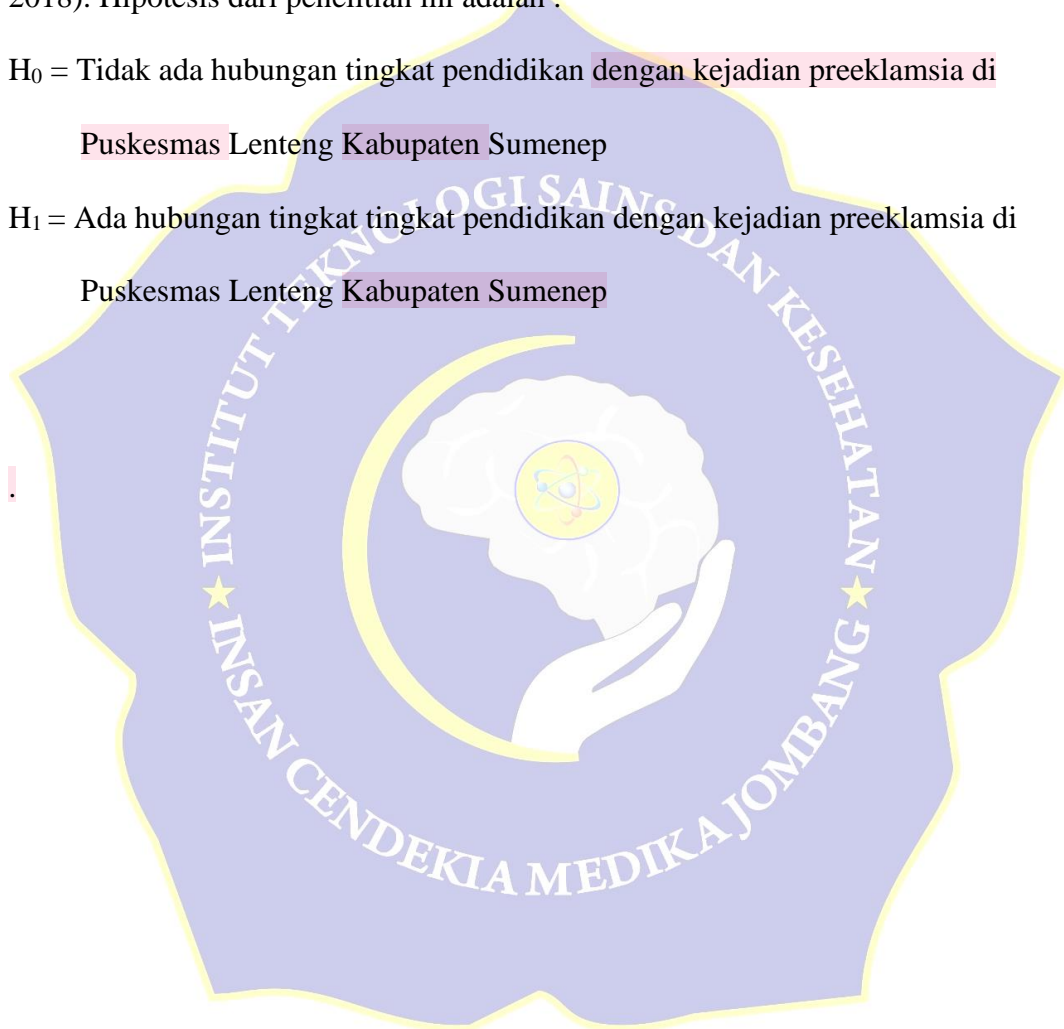 2018). Hipotesis dari penelitian ini adalah :
H₀ = Tidak ada hubungan tingkat pendidikan dengan kejadian preeklamsia di
Puskesmas Lenteng Kabupaten Sumenep
H₁ = Ada hubungan tingkat tingkat pendidikan dengan kejadian preeklamsia di
Puskesmas Lenteng Kabupaten Sumenep
.
INSTITUT TEKNOLOGI SAINS DAN KESEHATAN
INSAN CENDEKIA MEDIKA JOMBANG